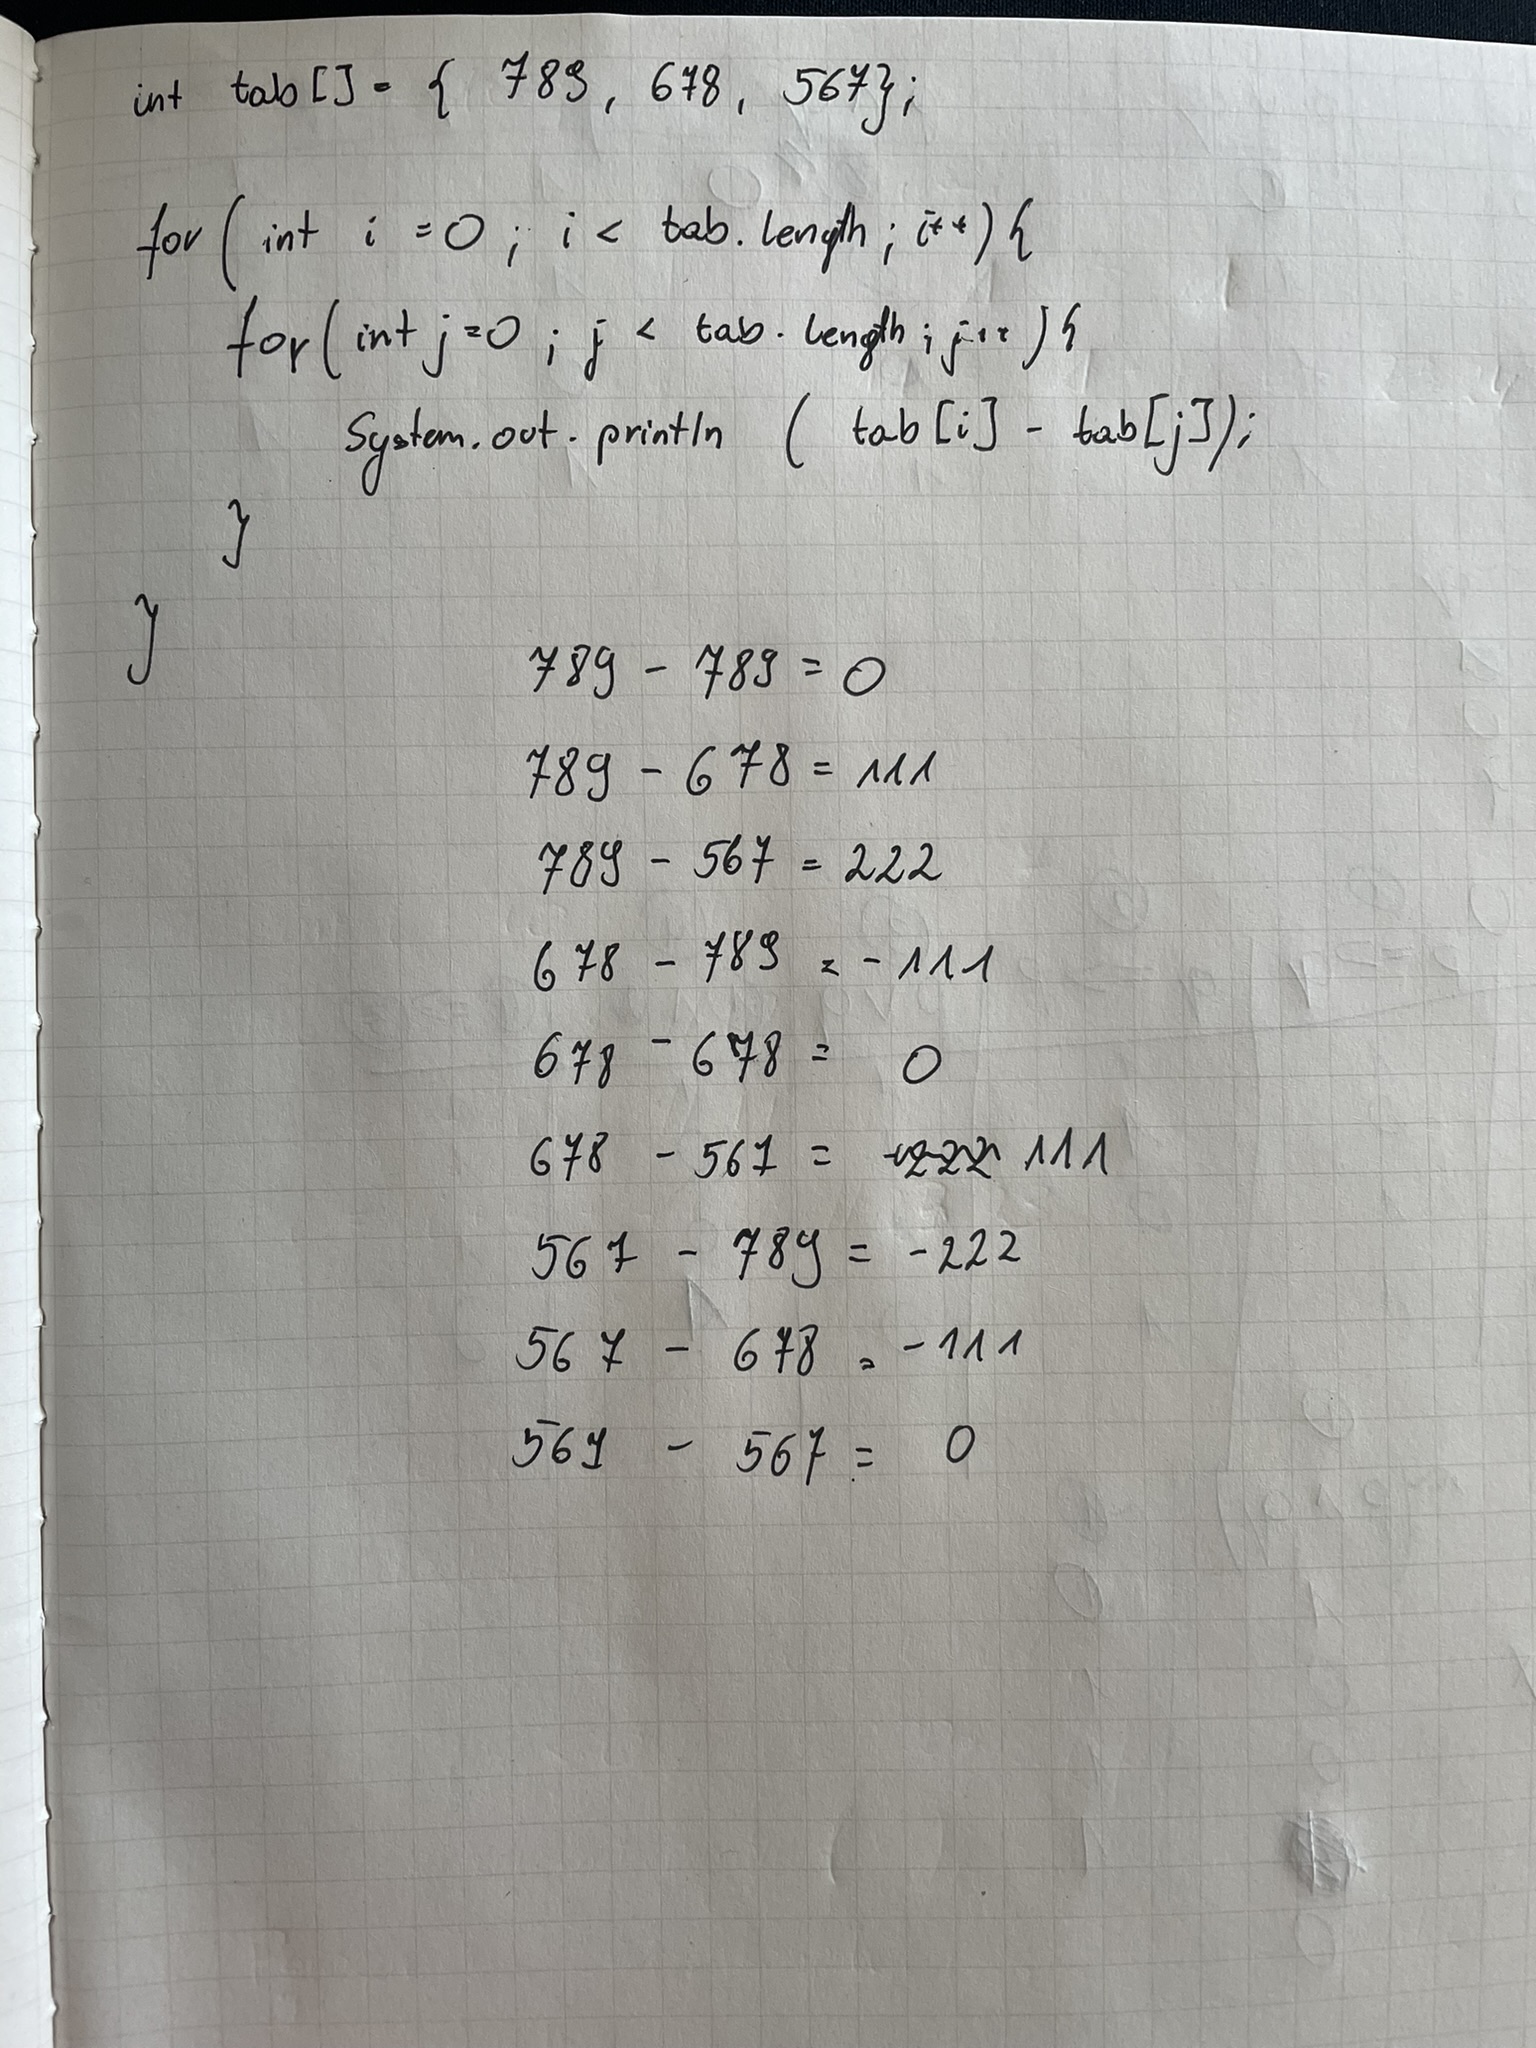 int tab[] = { 789, 678, 567};
for( int i =0; i < tab.length; i++){
for(int j=0; j < tab.length; j++){
System.out.println ( tab[i] - tab[j]);
}
}
789 - 789 = 0
789 - 678 = 111
789 - 567 = 222
678 - 789 = -111
678 - 678 = 0
678 - 567 = 111
567 - 789 = -222
567 - 678 = -111
567 - 567 = 0